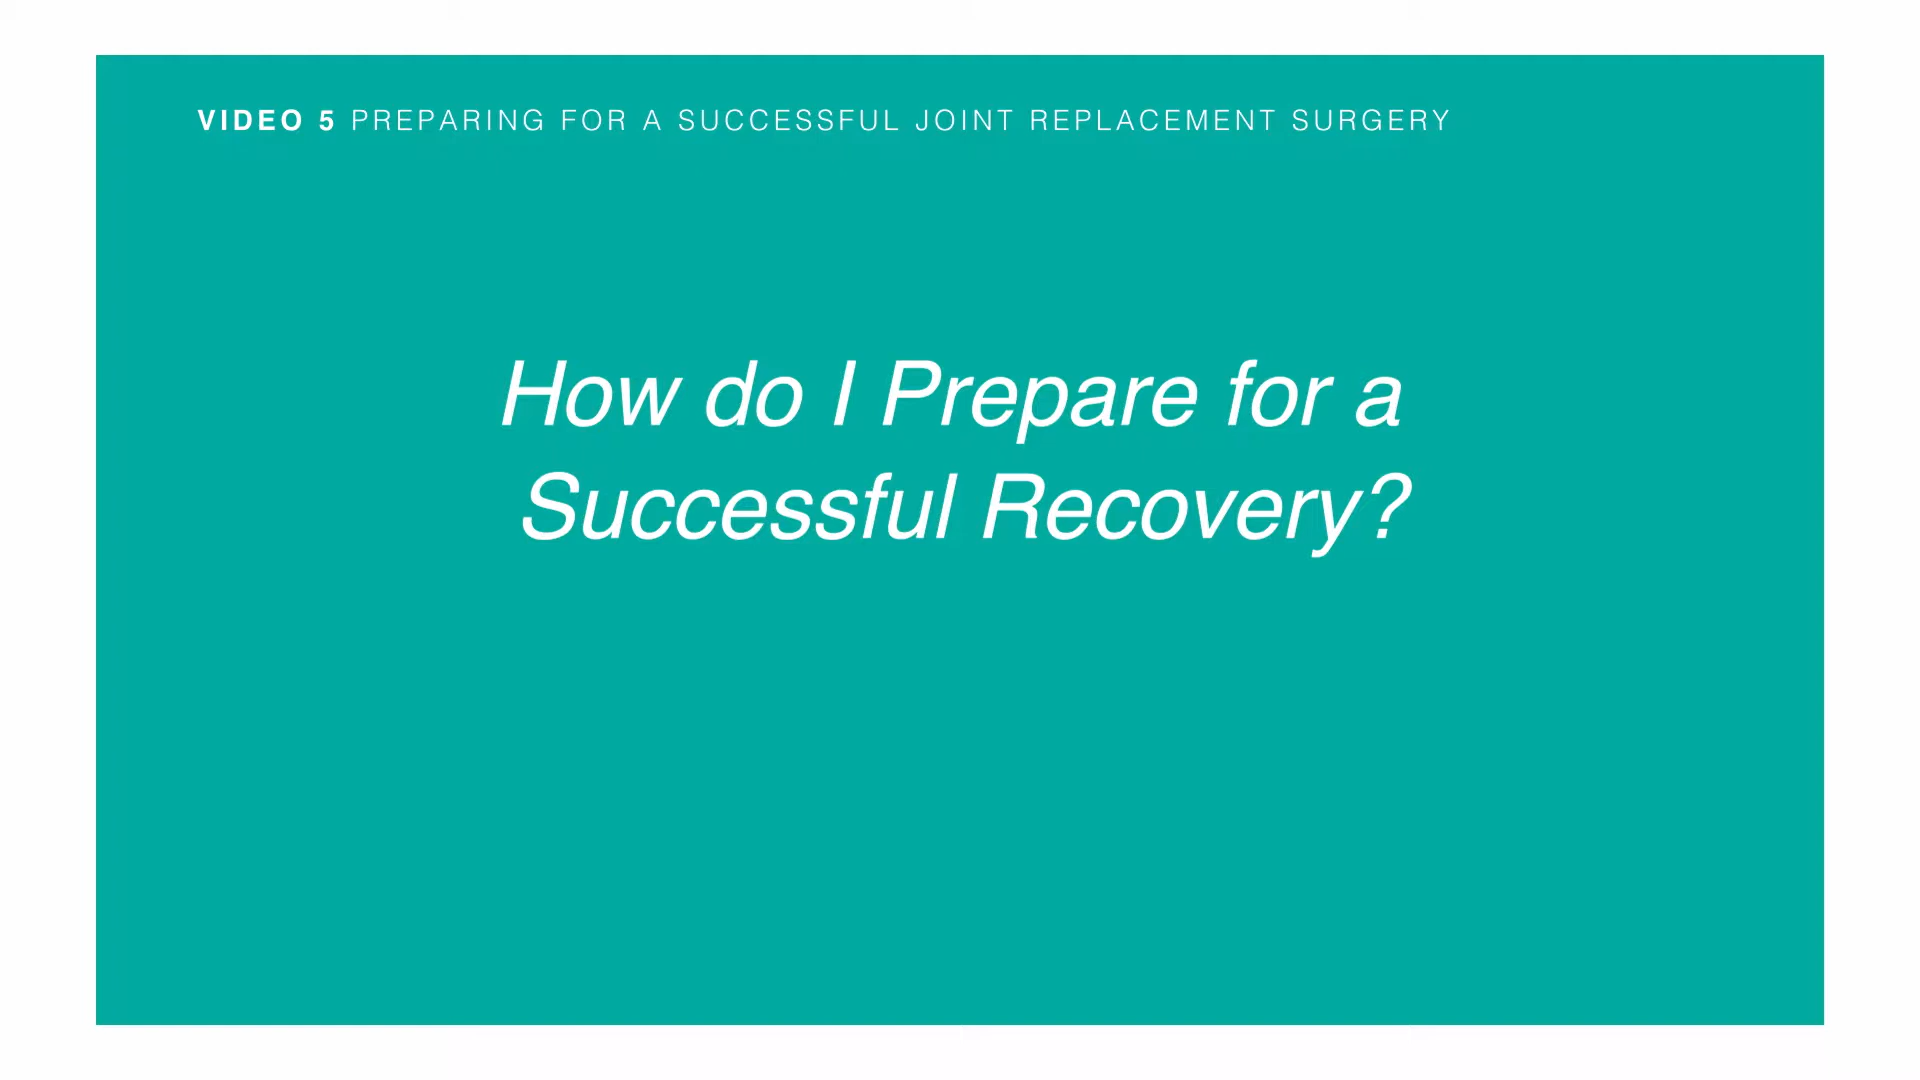 VIDEO 5 PREPARING FOR A SUCCESSFUL JOINT REPLACEMENT SURGERY
How do I Prepare for a
Successful Recovery?